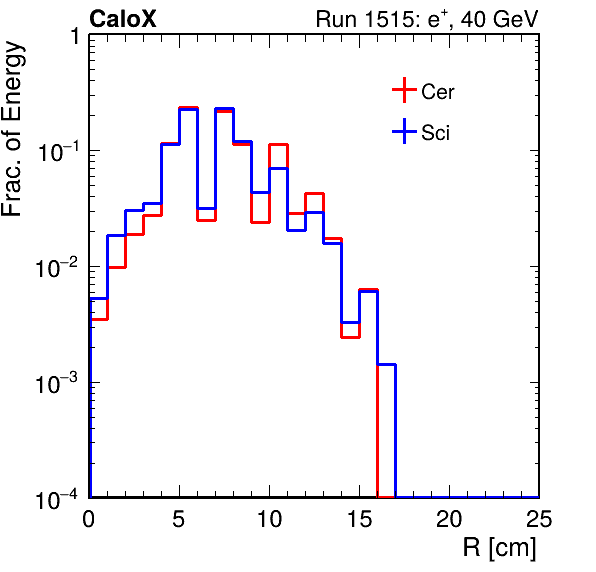 CaloX Run 1515: e⁺, 40 GeV
Frac. of Energy
1
10⁻¹
10⁻²
10⁻³
10⁻⁴
Cer
Sci
0 5 10 15 20 25
R [cm]